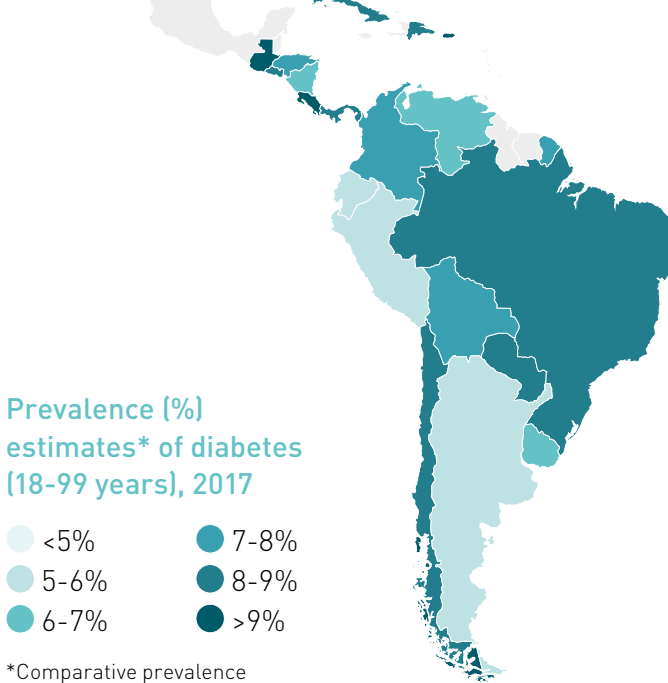 Prevalence (%)
estimates* of diabetes
(18-99 years), 2017
<5%
5-6%
6-7%
7-8%
8-9%
>9%
*Comparative prevalence